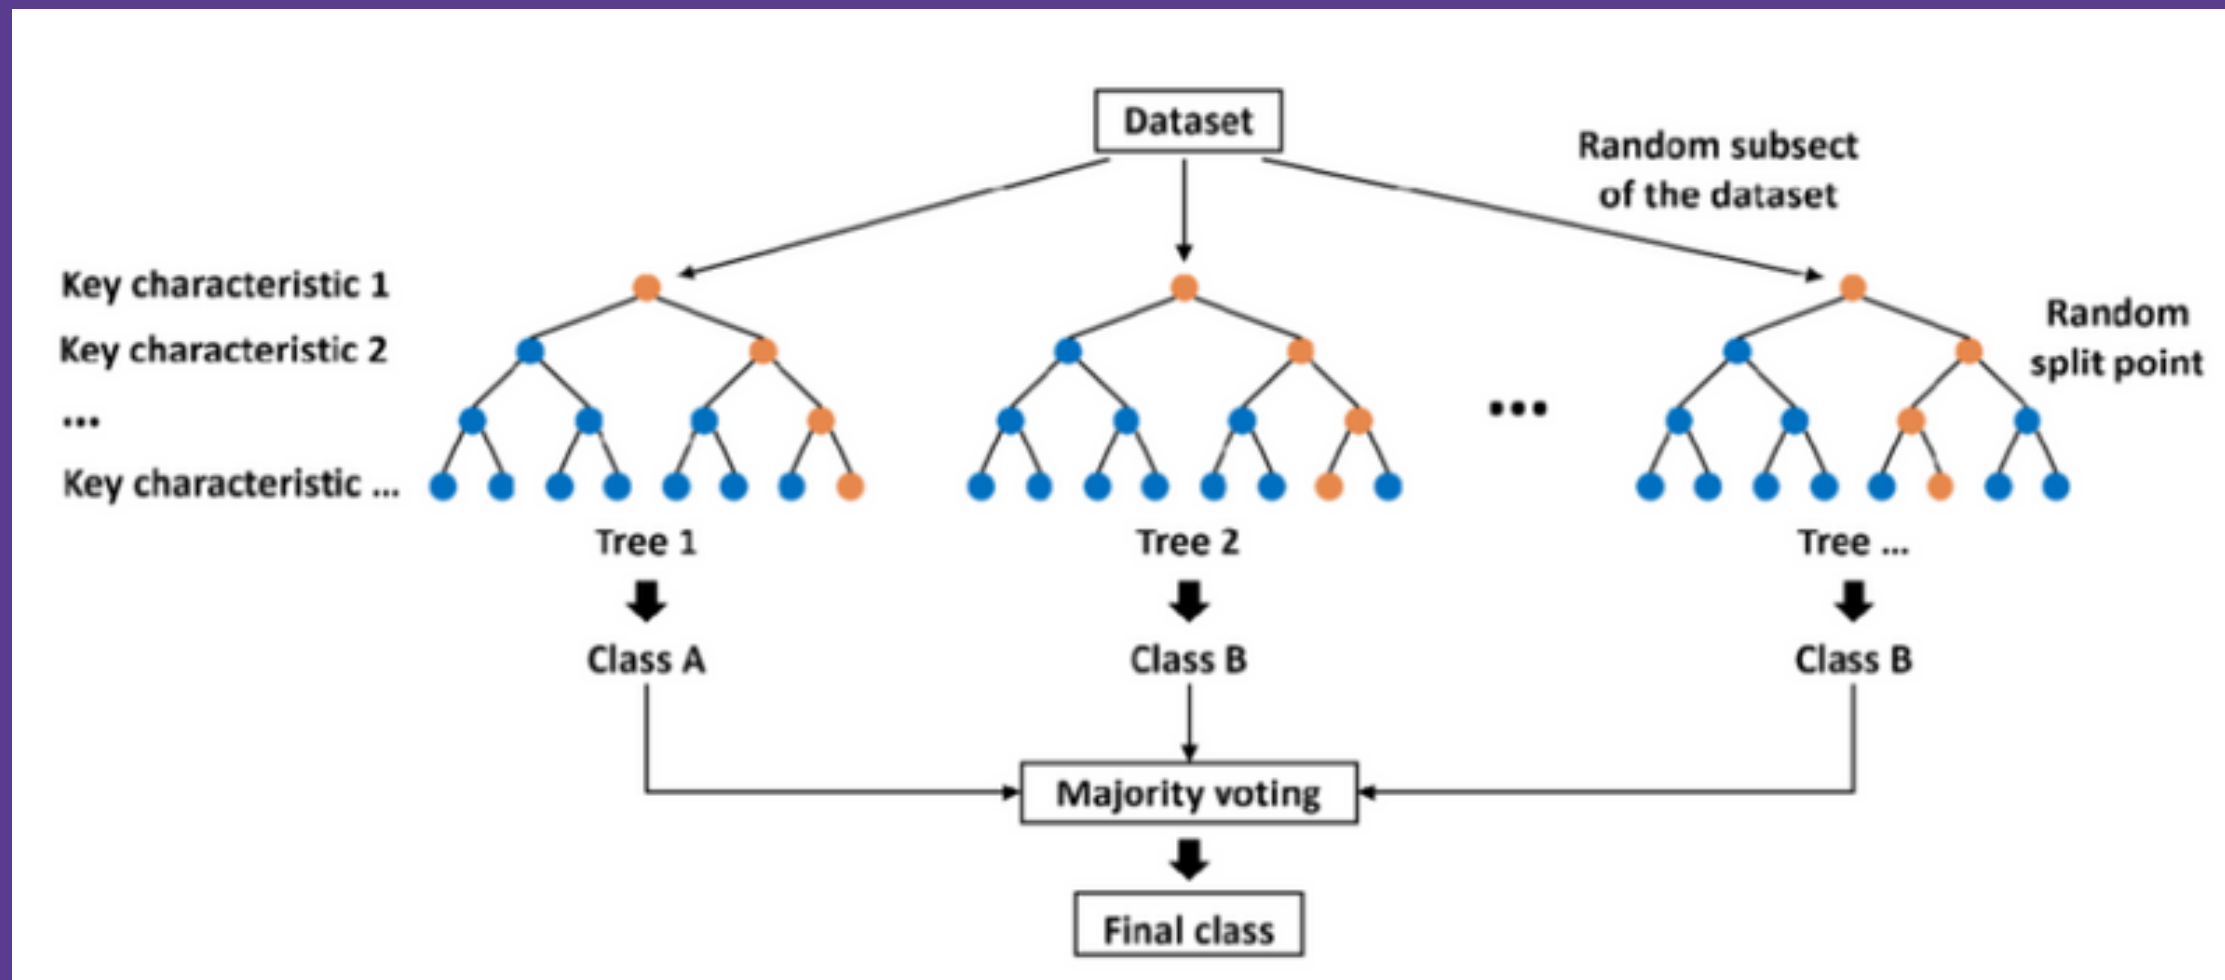 Dataset
Random subsect
of the dataset
Key characteristic 1
Random
split point
Key characteristic 2
...
...
Key characteristic ...
Tree 1
Tree 2
Tree ...
Class A
Class B
Class B
Majority voting
Final class